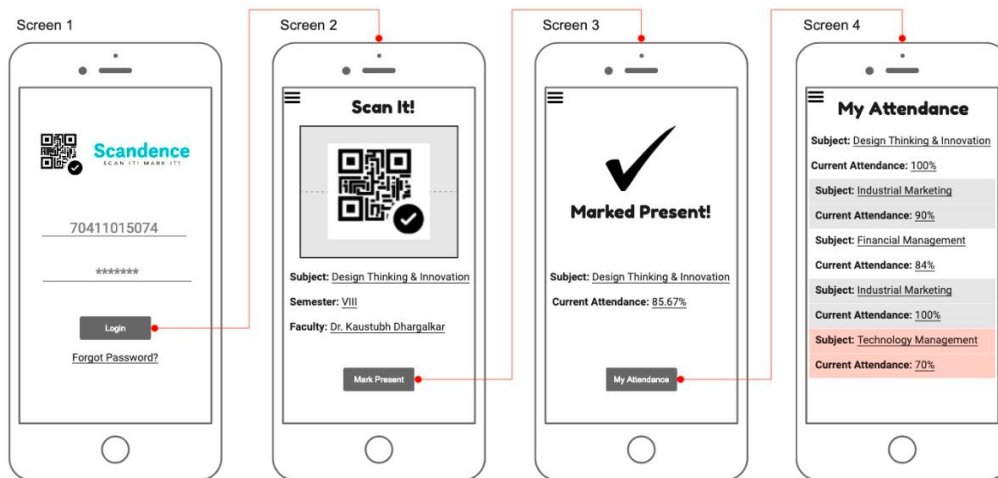 Screen 1
Scandence
SCAN IT! MARK IT!
70411015074
*******
Login
Forgot Password?
Screen 2
Scan It!
Subject: Design Thinking & Innovation
Semester: VIII
Faculty: Dr. Kaustubh Dhargalkar
Mark Present
Screen 3
Marked Present!
Subject: Design Thinking & Innovation
Current Attendance: 85.67%
My Attendance
Screen 4
My Attendance
Subject: Design Thinking & Innovation
Current Attendance: 100%
Subject: Industrial Marketing
Current Attendance: 90%
Subject: Financial Management
Current Attendance: 84%
Subject: Industrial Marketing
Current Attendance: 100%
Subject: Technology Management
Current Attendance: 70%